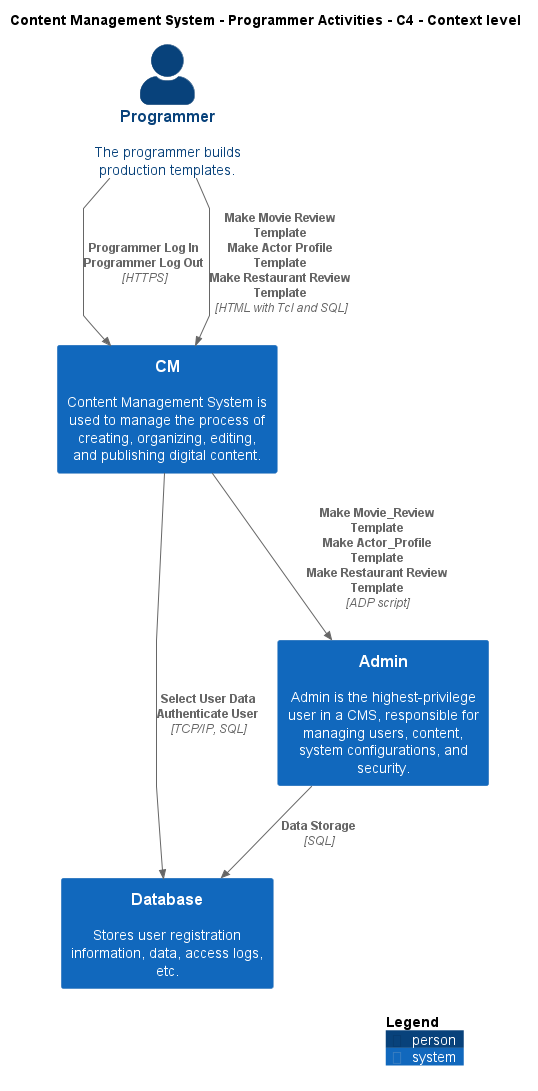 Content Management System - Programmer Activities - C4 - Context level
Programmer
The programmer builds
production templates.
Programmer Log In
Programmer Log Out
[HTTPS]
Make Movie Review
Template
Make Actor Profile
Template
Make Restaurant Review
Template
[HTML with Tcl and SQL]
CM
Content Management System is
used to manage the process of
creating, organizing, editing,
and publishing digital content.
Make Movie_Review
Template
Make Actor_Profile
Template
Make Restaurant Review
Template
[ADP script]
Admin
Admin is the highest-privilege
user in a CMS, responsible for
managing users, content,
system configurations, and
security.
Select User Data
Authenticate User
[TCP/IP, SQL]
Data Storage
[SQL]
Database
Stores user registration
information, data, access logs,
etc.
Legend
person
system